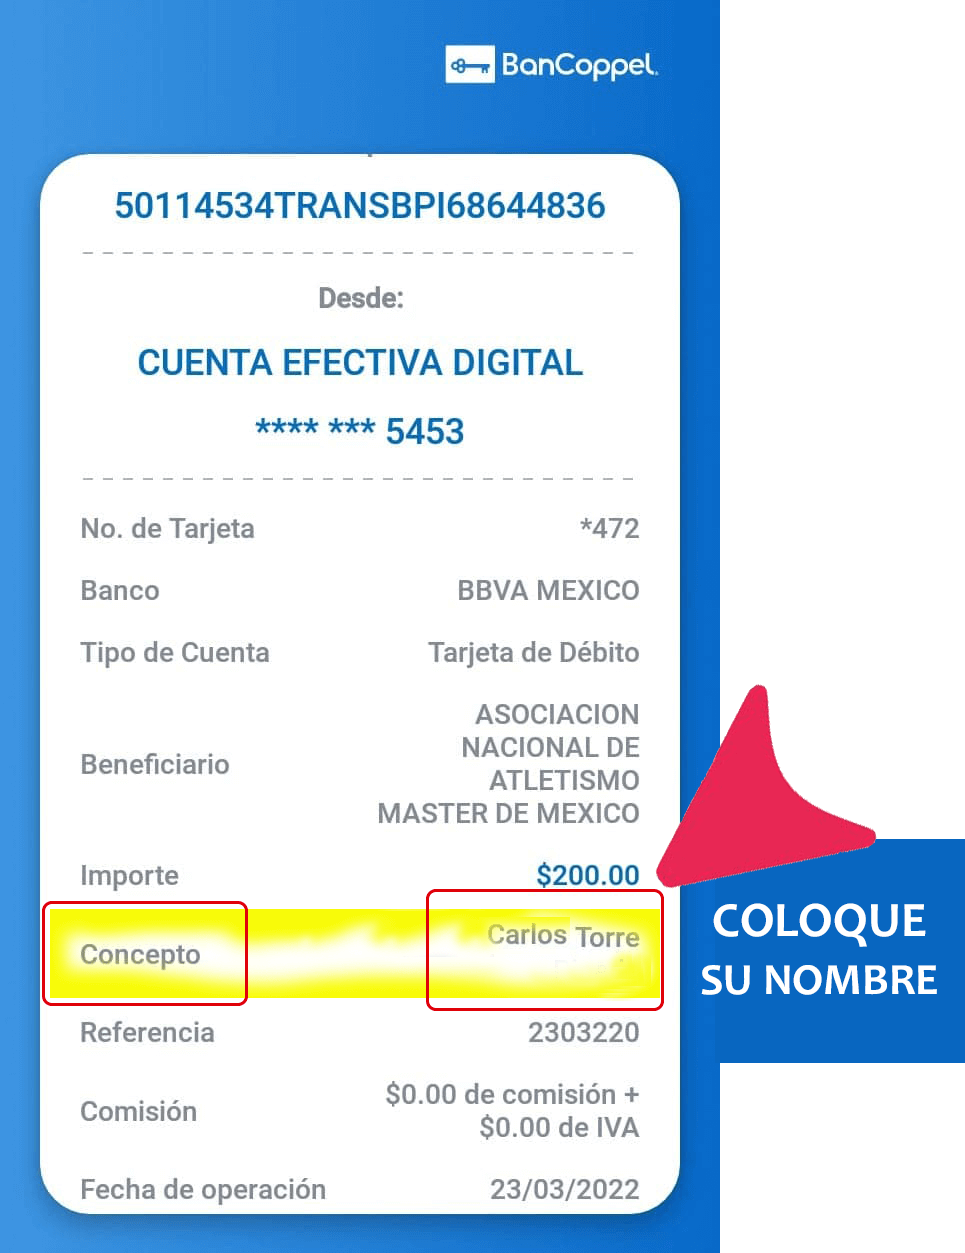 BanCoppel.
50114534TRANSBPI68644836
Desde:
CUENTA EFECTIVA DIGITAL
**** *** 5453
No. de Tarjeta *472
Banco BBVA MEXICO
Tipo de Cuenta Tarjeta de Débito
Beneficiario ASOCIACION
NACIONAL DE
ATLETISMO
MASTER DE MEXICO
Importe $200.00
Concepto Carlos Torre
COLOQUE
SU NOMBRE
Referencia 2303220
Comisión $0.00 de comisión +
$0.00 de IVA
Fecha de operación 23/03/2022